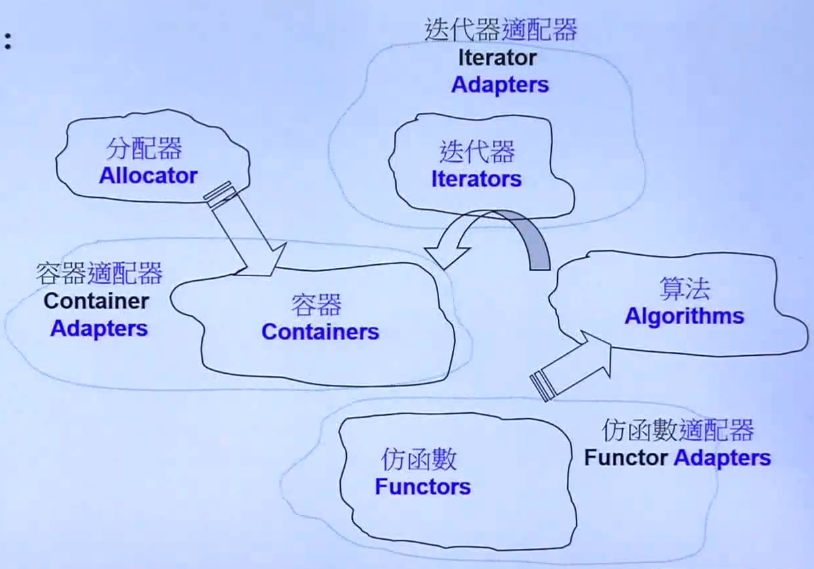 :
迭代器適配器
Iterator
Adapters
分配器
Allocator
迭代器
Iterators
容器適配器
Container
Adapters
容器
Containers
算法
Algorithms
仿函數
Functors
仿函數適配器
Functor Adapters